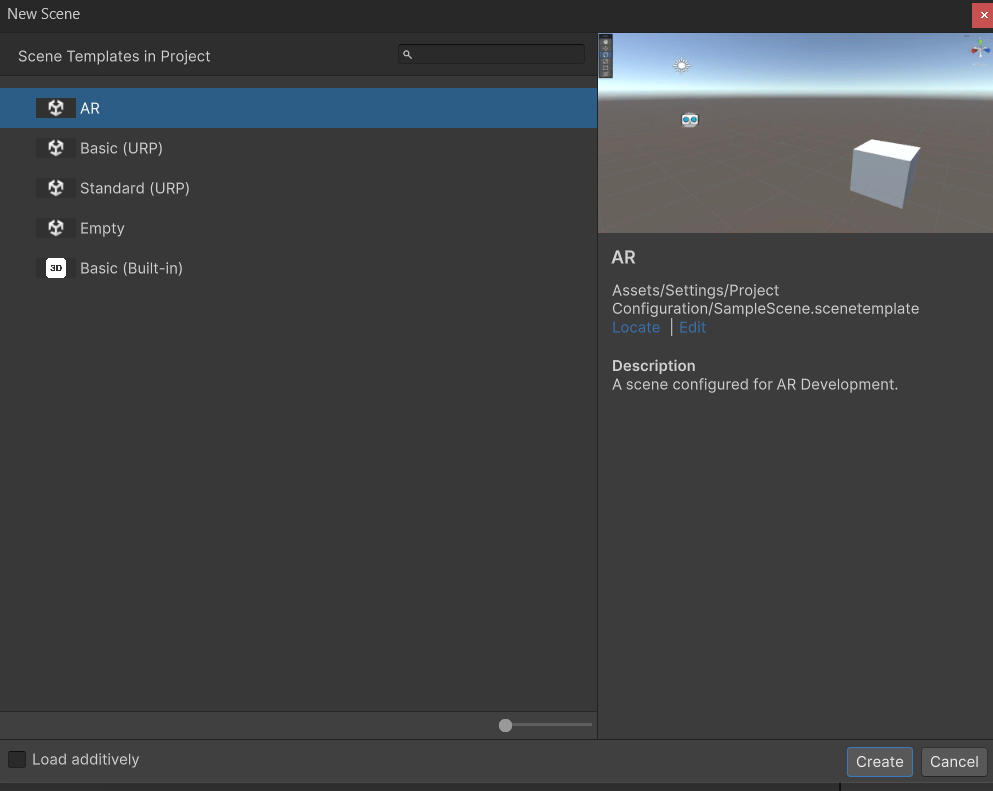 New Scene
Scene Templates in Project
AR
Basic (URP)
Standard (URP)
Empty
3D Basic (Built-in)
AR
Assets/Settings/Project
Configuration/SampleScene.scenetemplate
Locate | Edit
Description
A scene configured for AR Development.
Load additively
Create
Cancel